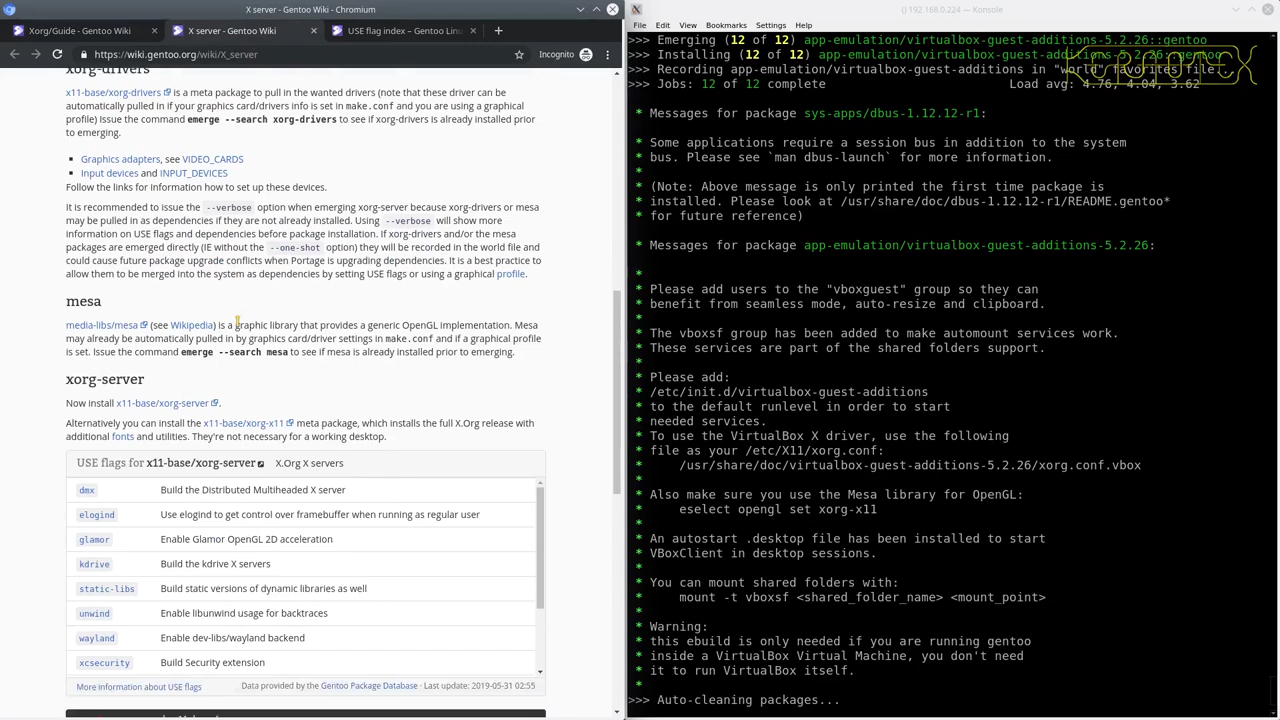 X server - Gentoo Wiki - Chromium
Xorg/Guide - Gentoo Wiki
X server - Gentoo Wiki
USE flag index – Gentoo Lin
https://wiki.gentoo.org/wiki/X_server
Incognito
xorg-drivers
x11-base/xorg-drivers is a meta package to pull in the wanted drivers (note that these driver can be
automatically pulled in if your graphics card/drivers info is set in make.conf and you are using a graphical
profile) Issue the command emerge --search xorg-drivers to see if xorg-drivers is already installed prior
to emerging.
Graphics adapters, see VIDEO_CARDS
Input devices and INPUT_DEVICES
Follow the links for information how to set up these devices.
It is recommended to issue the --verbose option when emerging xorg-server because xorg-drivers or mesa
may be pulled in as dependencies if they are not already installed. Using --verbose will show more
information on USE flags and dependencies before package installation. If xorg-drivers and/or the mesa
packages are emerged directly (IE without the --one-shot option) they will be recorded in the world file and
could cause future package upgrade conflicts when Portage is upgrading dependencies. It is a best practice to
allow them to be merged into the system as dependencies by setting USE flags or using a graphical profile.
mesa
media-libs/mesa (see Wikipedia) is a graphic library that provides a generic OpenGL implementation. Mesa
may already be automatically pulled in by graphics card/driver settings in make.conf and if a graphical profile
is set. Issue the command emerge --search mesa to see if mesa is already installed prior to emerging.
xorg-server
Now install x11-base/xorg-server.
Alternatively you can install the x11-base/xorg-x11 meta package, which installs the full X.Org release with
additional fonts and utilities. They're not necessary for a working desktop.
USE flags for x11-base/xorg-server X.Org X servers
dmx Build the Distributed Multiheaded X server
elogind Use elogind to get control over framebuffer when running as regular user
glamor Enable Glamor OpenGL 2D acceleration
kdrive Build the kdrive X servers
static-libs Build static versions of dynamic libraries as well
unwind Enable libunwind usage for backtraces
wayland Enable dev-libs/wayland backend
xcsecurity Build Security extension
More information about USE flags
Data provided by the Gentoo Package Database · Last update: 2019-05-31 02:55
() 192.168.0.224 — Konsole
File Edit View Bookmarks Settings Help
>>> Emerging (12 of 12) app-emulation/virtualbox-guest-additions-5.2.26::gentoo
>>> Installing (12 of 12) app-emulation/virtualbox-guest-additions-5.2.26::gentoo
>>> Recording app-emulation/virtualbox-guest-additions in "world" favorites file...
>>> Jobs: 12 of 12 complete Load avg: 4.76, 4.04, 3.62
* Messages for package sys-apps/dbus-1.12.12-r1:
* Some applications require a session bus in addition to the system
* bus. Please see `man dbus-launch` for more information.
*
* (Note: Above message is only printed the first time package is
* installed. Please look at /usr/share/doc/dbus-1.12.12-r1/README.gentoo*
* for future reference)
* Messages for package app-emulation/virtualbox-guest-additions-5.2.26:
*
* Please add users to the "vboxguest" group so they can
* benefit from seamless mode, auto-resize and clipboard.
*
* The vboxsf group has been added to make automount services work.
* These services are part of the shared folders support.
*
* Please add:
* /etc/init.d/virtualbox-guest-additions
* to the default runlevel in order to start
* needed services.
* To use the VirtualBox X driver, use the following
* file as your /etc/X11/xorg.conf:
* /usr/share/doc/virtualbox-guest-additions-5.2.26/xorg.conf.vbox
*
* Also make sure you use the Mesa library for OpenGL:
* eselect opengl set xorg-x11
*
* An autostart .desktop file has been installed to start
* VBoxClient in desktop sessions.
*
* You can mount shared folders with:
* mount -t vboxsf <shared_folder_name> <mount_point>
*
* Warning:
* this ebuild is only needed if you are running gentoo
* inside a VirtualBox Virtual Machine, you don't need
* it to run VirtualBox itself.
*
>>> Auto-cleaning packages...